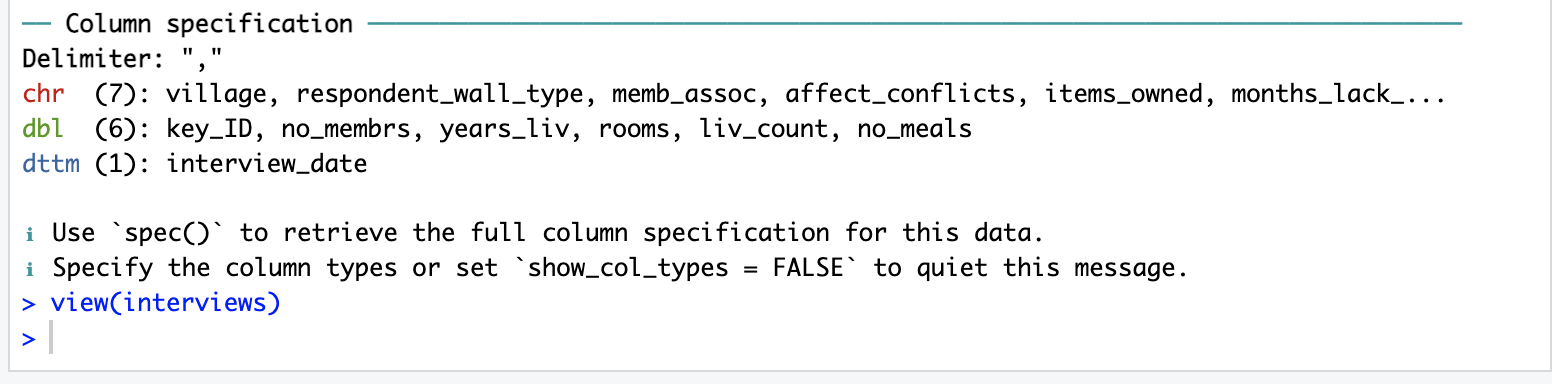 ── Column specification ────────────────────────────────────────
Delimiter: ","
chr  (7): village, respondent_wall_type, memb_assoc, affect_conflicts, items_owned, months_lack_...
dbl  (6): key_ID, no_membrs, years_liv, rooms, liv_count, no_meals
dttm (1): interview_date
ℹ Use `spec()` to retrieve the full column specification for this data.
ℹ Specify the column types or set `show_col_types = FALSE` to quiet this message.
> view(interviews)
>